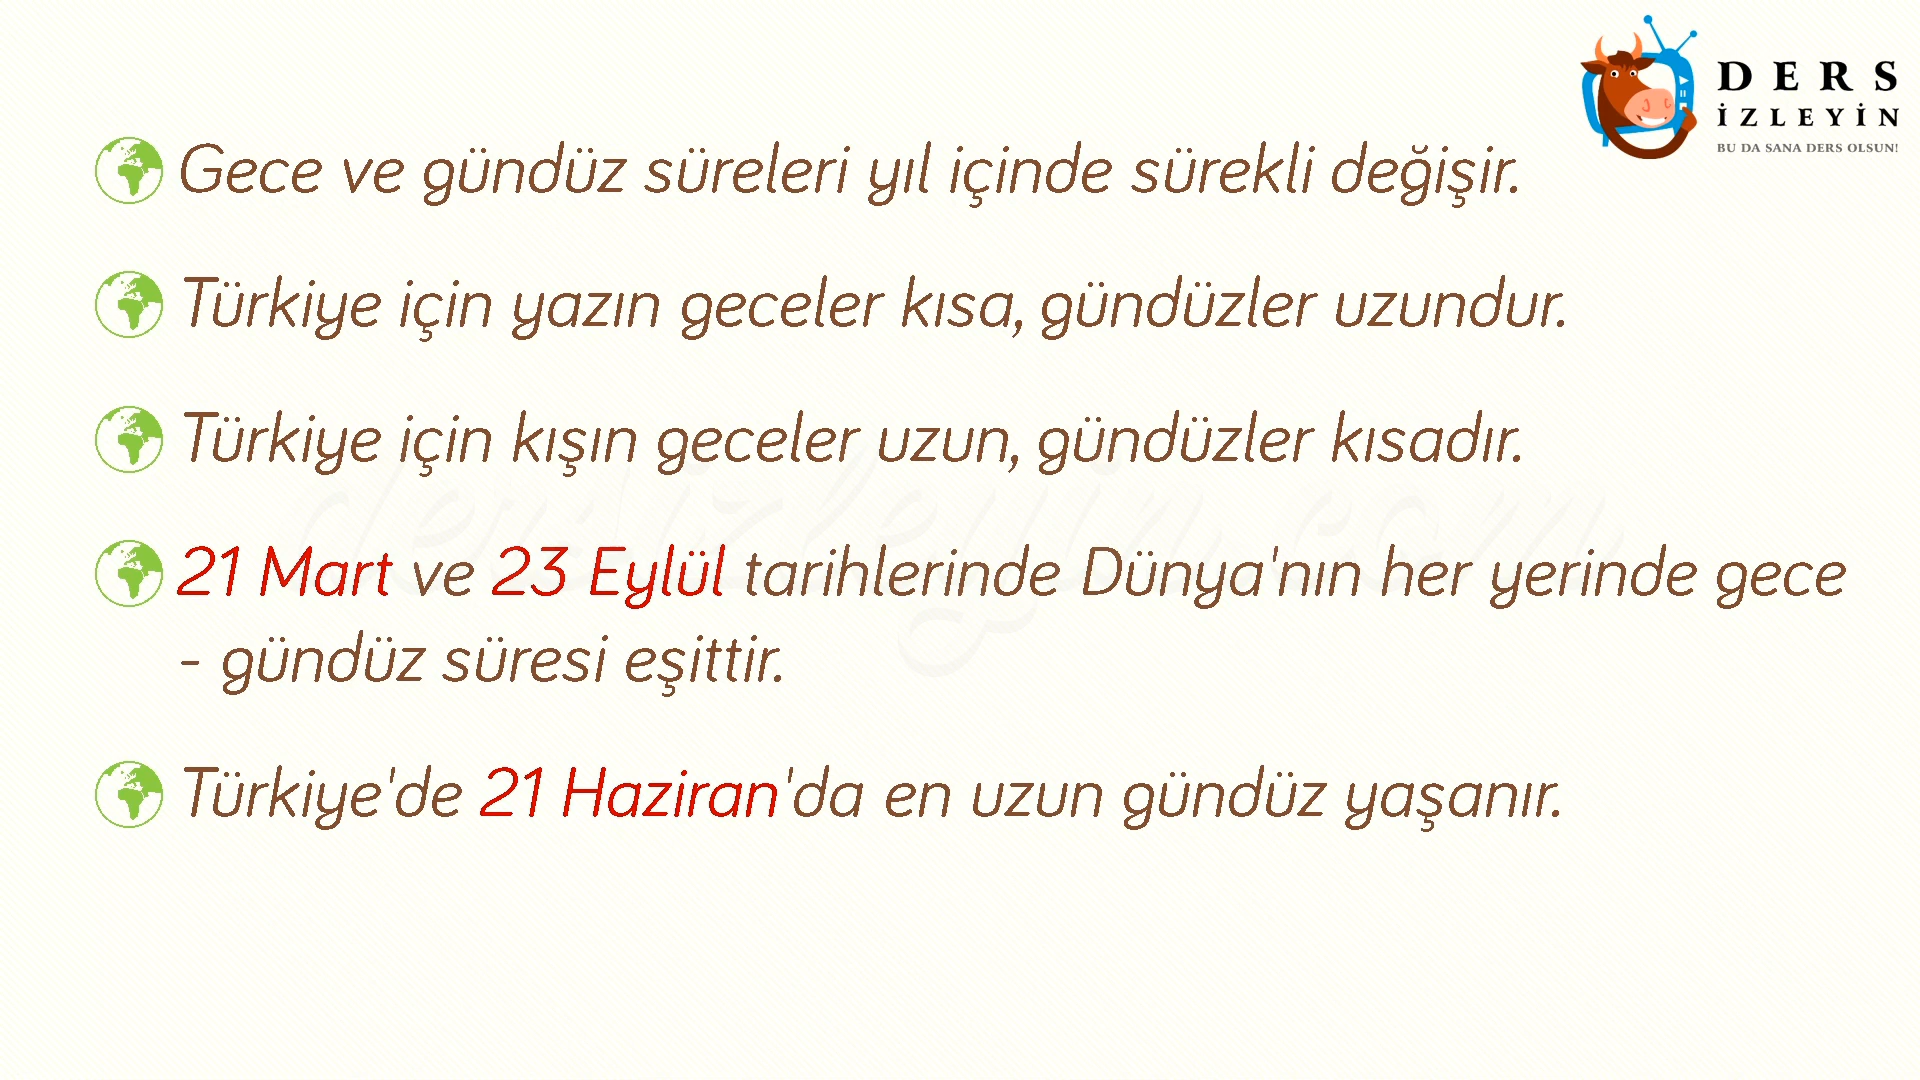 DERS
İZLEYİN
BU DA SANA DERS OLSUN!
Gece ve gündüz süreleri yıl içinde sürekli değişir.
Türkiye için yazın geceler kısa, gündüzler uzundur.
Türkiye için kışın geceler uzun, gündüzler kısadır.
21 Mart ve 23 Eylül tarihlerinde Dünya'nın her yerinde gece
- gündüz süresi eşittir.
Türkiye'de 21 Haziran'da en uzun gündüz yaşanır.
dersizleyin.com